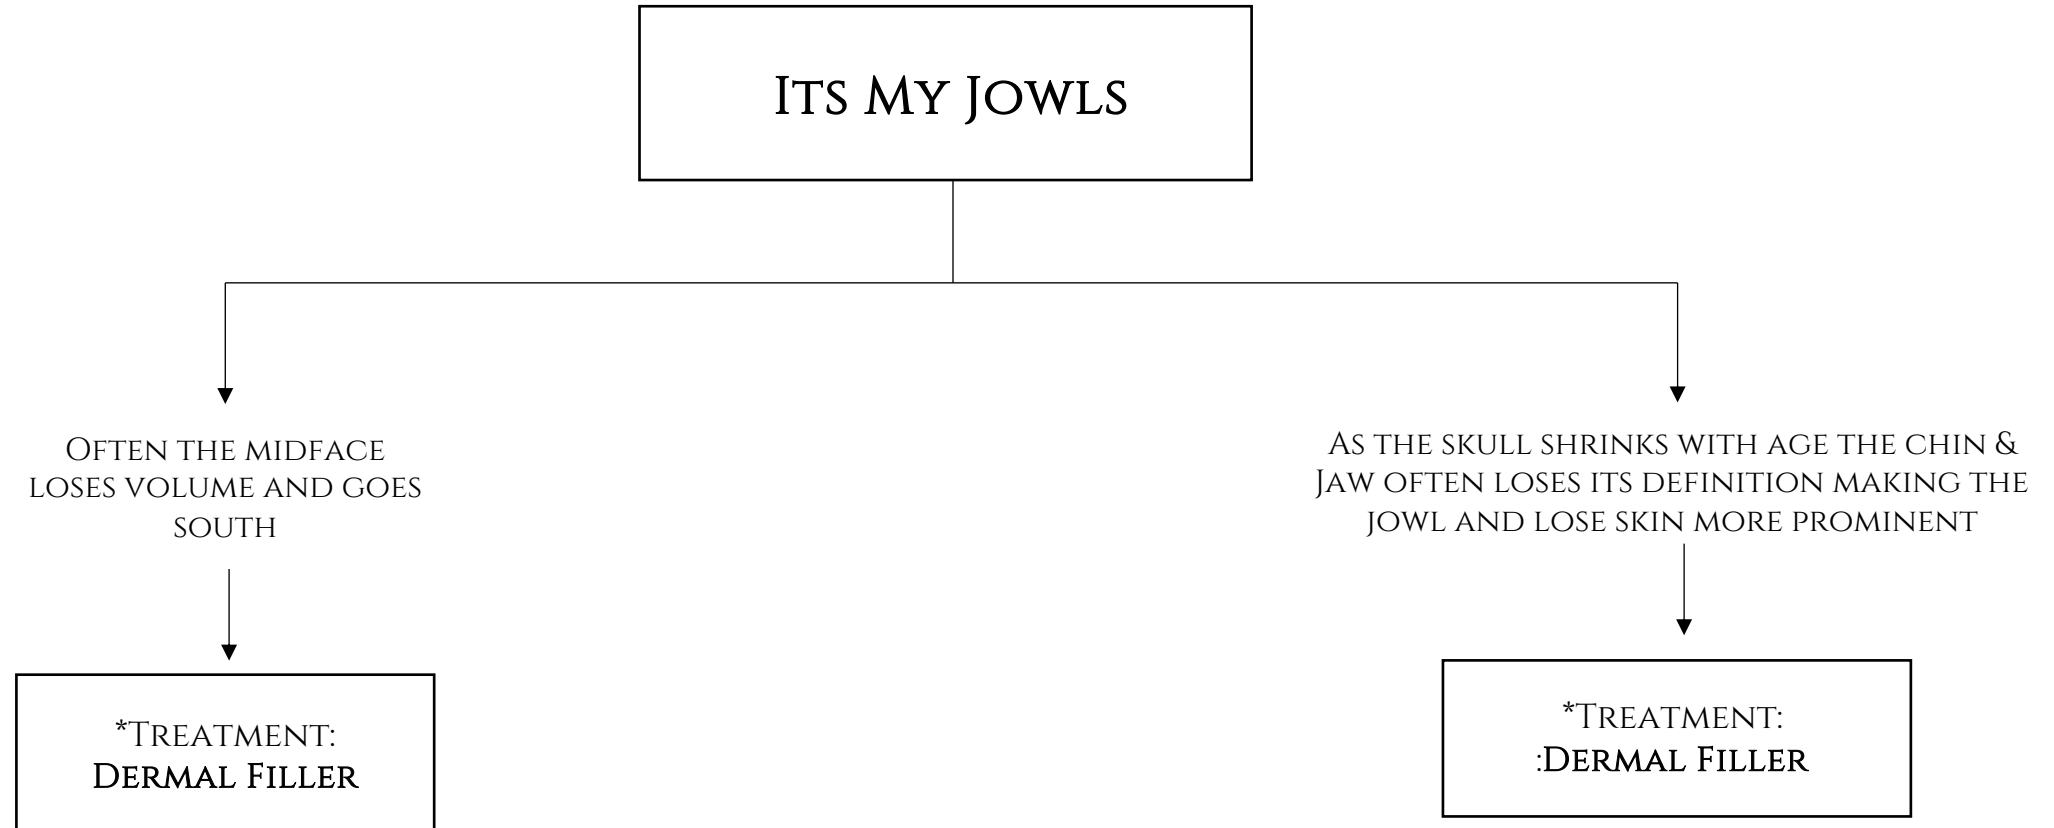 Its My Jowls
Often the midface
loses volume and goes
south
As the skull shrinks with age the chin &
Jaw often loses its definition making the
jowl and lose skin more prominent
*Treatment:
Dermal Filler
*Treatment:
:Dermal Filler